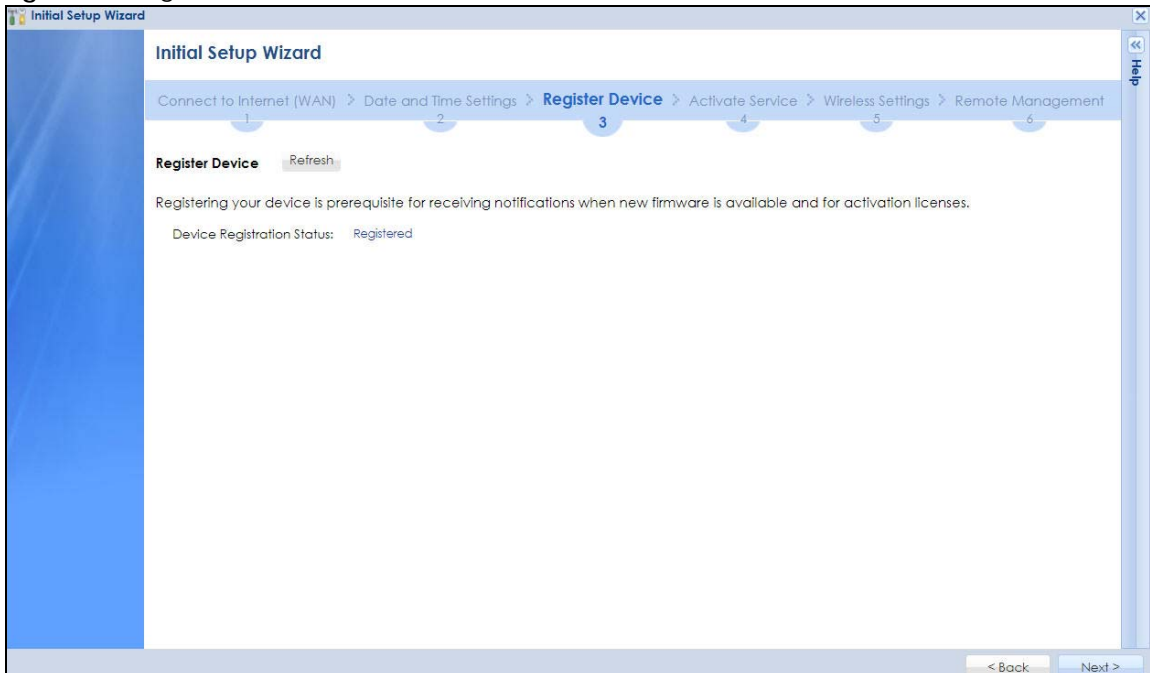 Initial Setup Wizard
Initial Setup Wizard
Connect to Internet (WAN) > Date and Time Settings > Register Device > Activate Service > Wireless Settings > Remote Management
1 2 3 4 5 6
Register Device Refresh
Registering your device is prerequisite for receiving notifications when new firmware is available and for activation licenses.
Device Registration Status: Registered
Help
< Back Next >